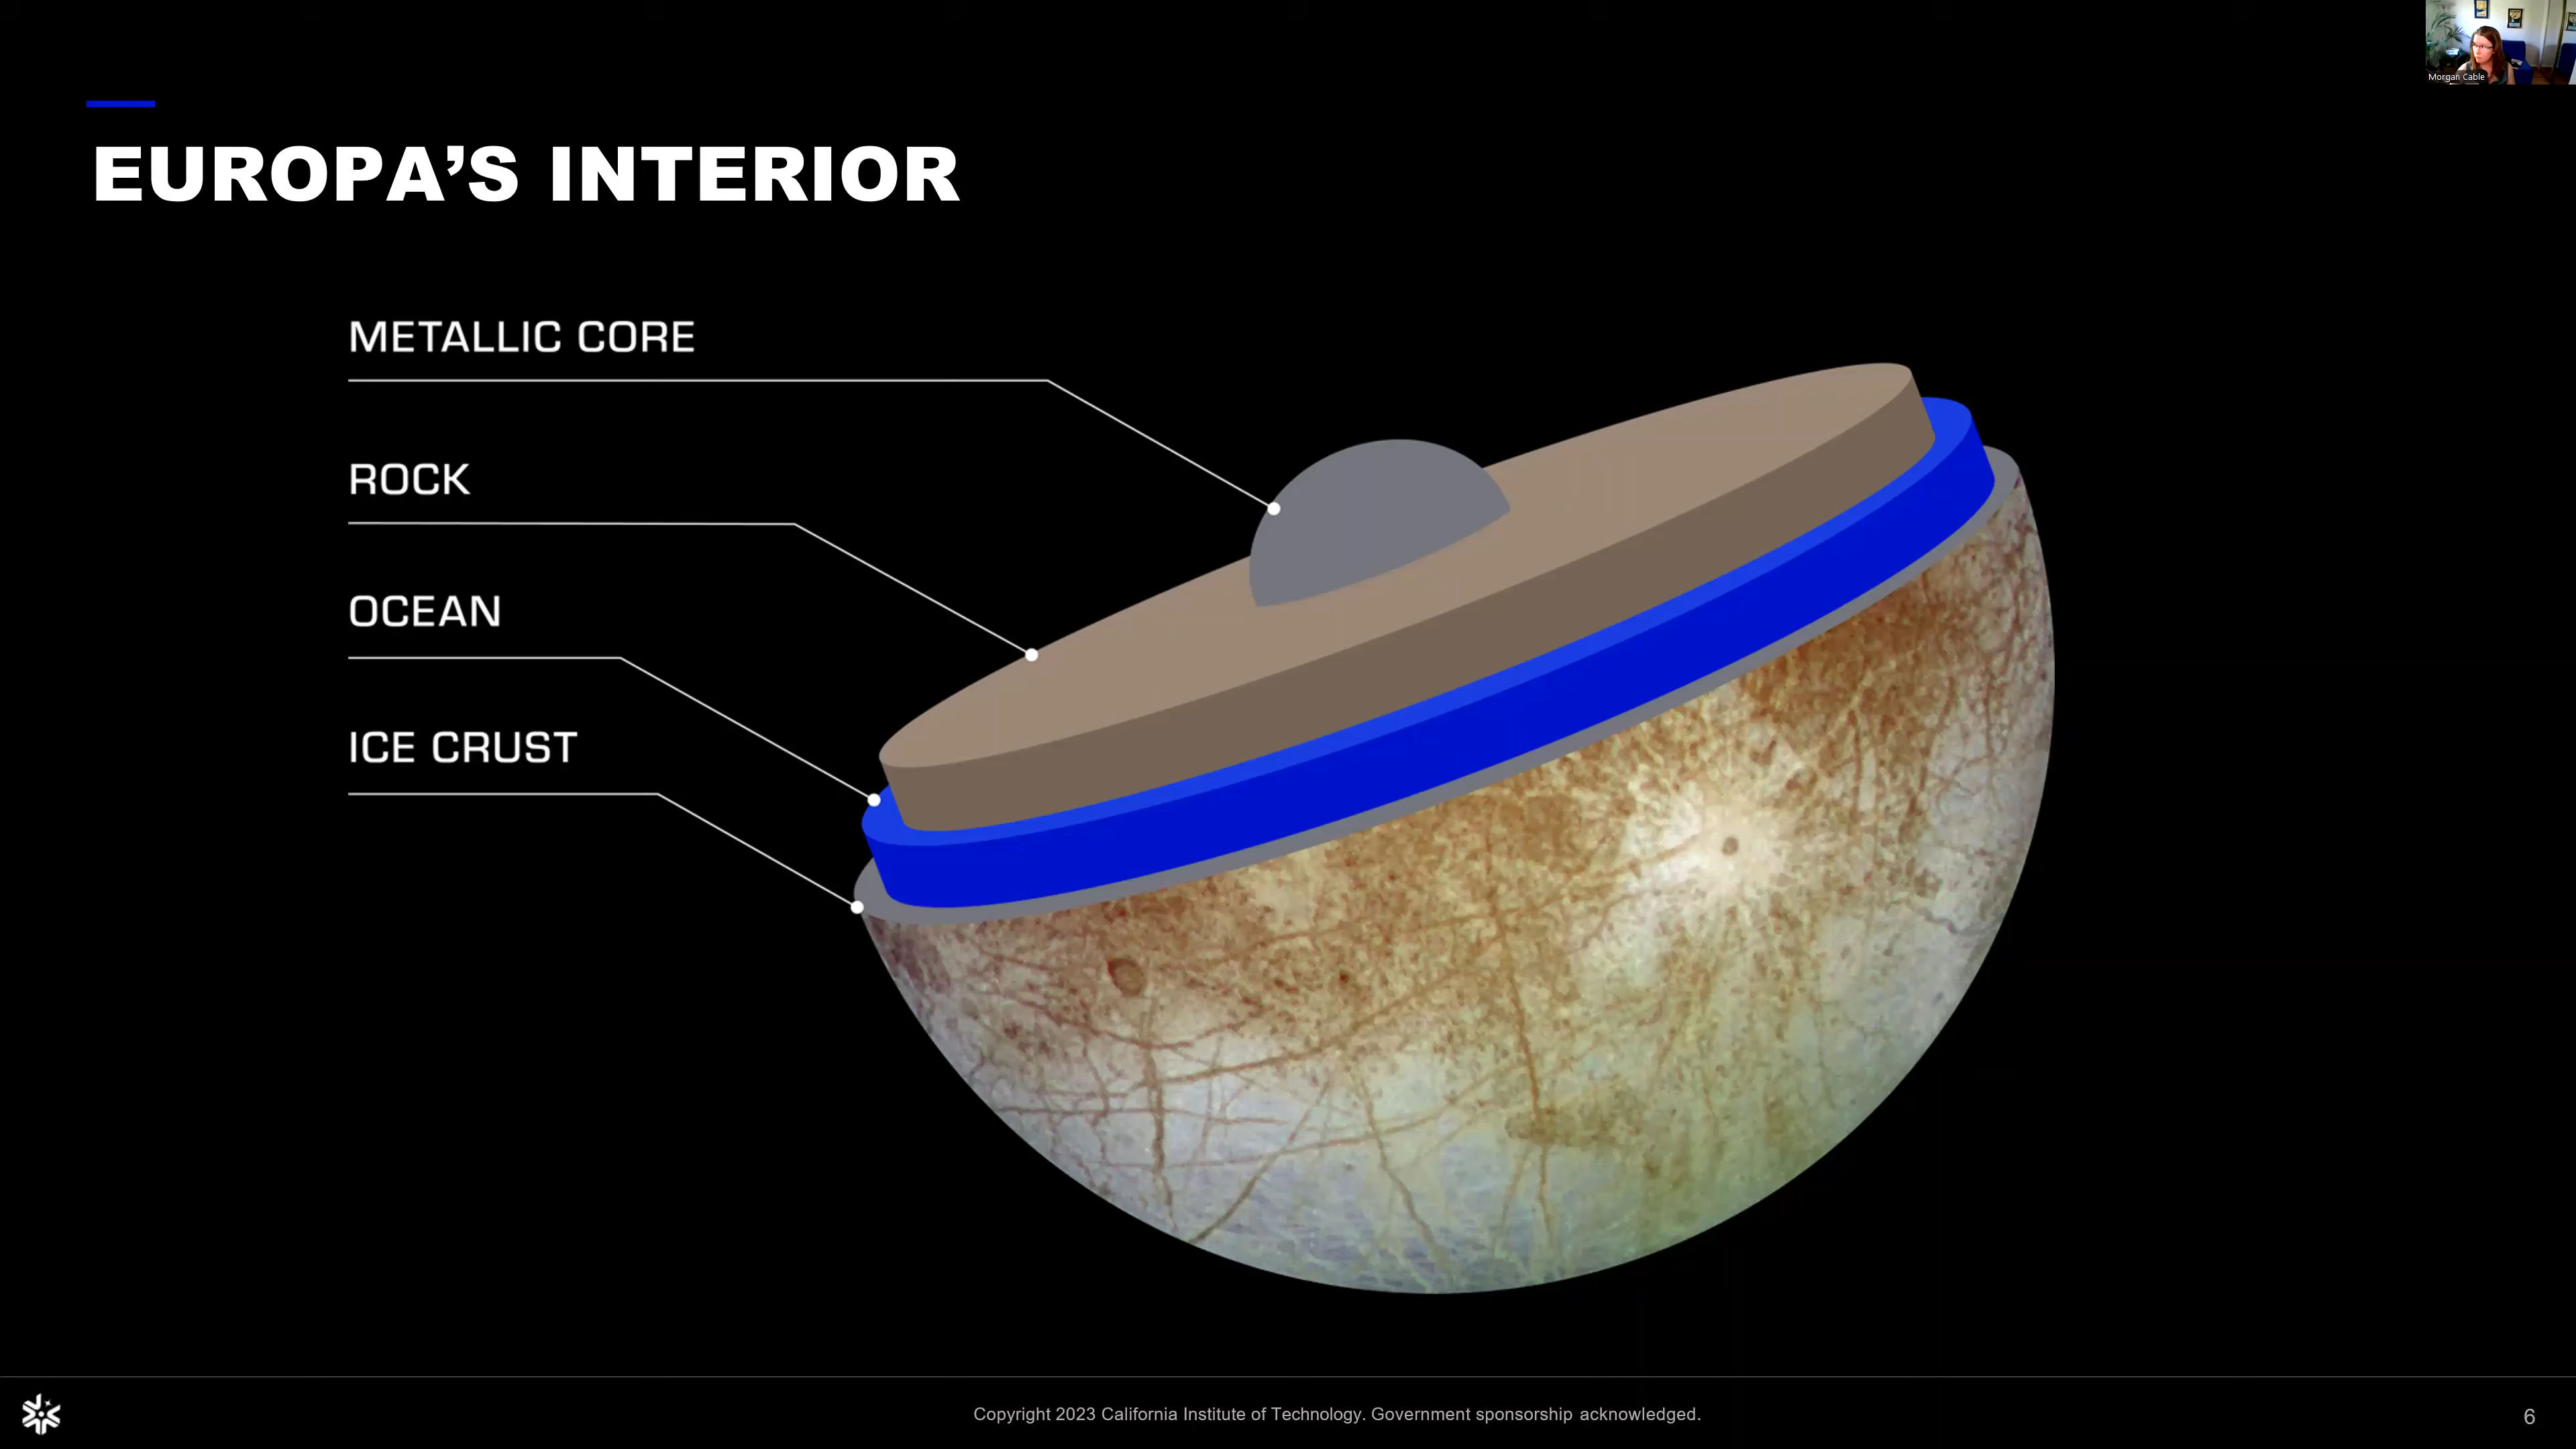 Morgan Cable
EUROPA’S INTERIOR
METALLIC CORE
ROCK
OCEAN
ICE CRUST
Copyright 2023 California Institute of Technology. Government sponsorship acknowledged.
6